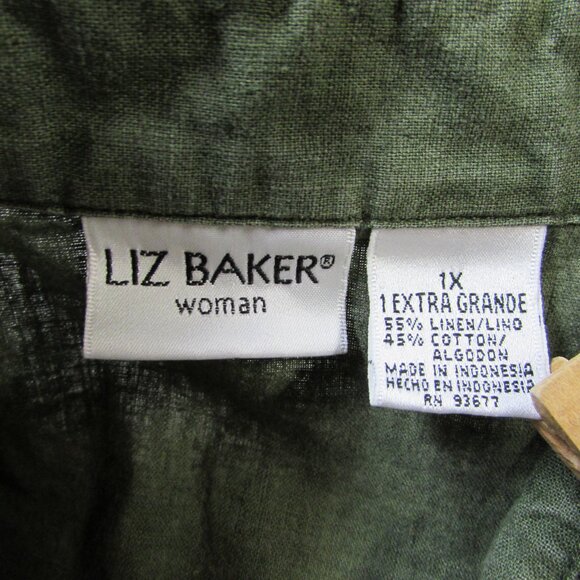 LIZ BAKER®
woman
1X
1 EXTRA GRANDE
55% LINEN/LINO
45% COTTON/
ALGODON
MADE IN INDONESIA
HECHO EN INDONESIA
RN 93677